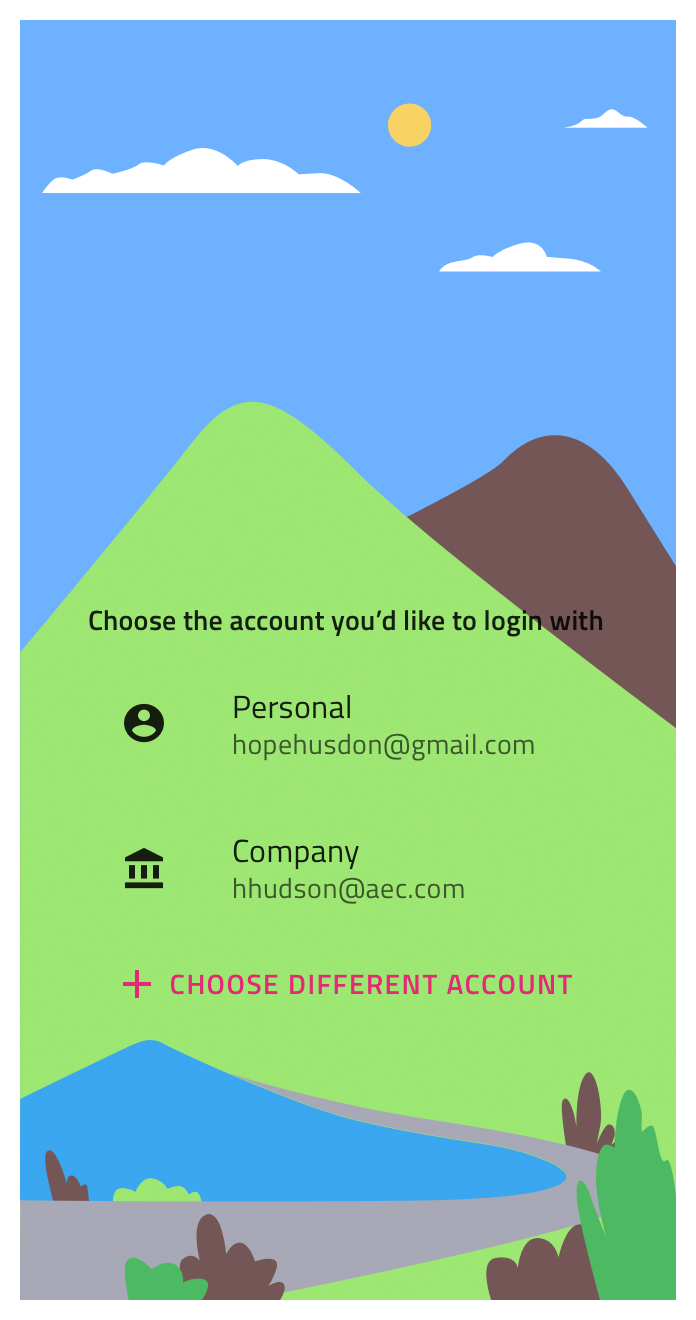 Choose the account you’d like to login with
Personal
hopehusdon@gmail.com
Company
hhudson@aec.com
CHOOSE DIFFERENT ACCOUNT